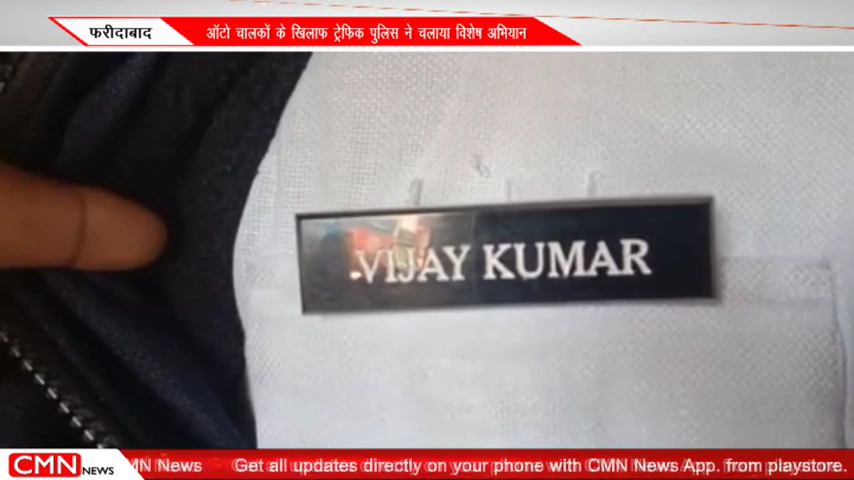 फरीदाबाद
ऑटो चालकों के खिलाफ ट्रेफिक पुलिस ने चलाया विशेष अभियान
VIJAY KUMAR
CMN NEWS
MN News Get all updates directly on your phone with CMN News App. from playstore.